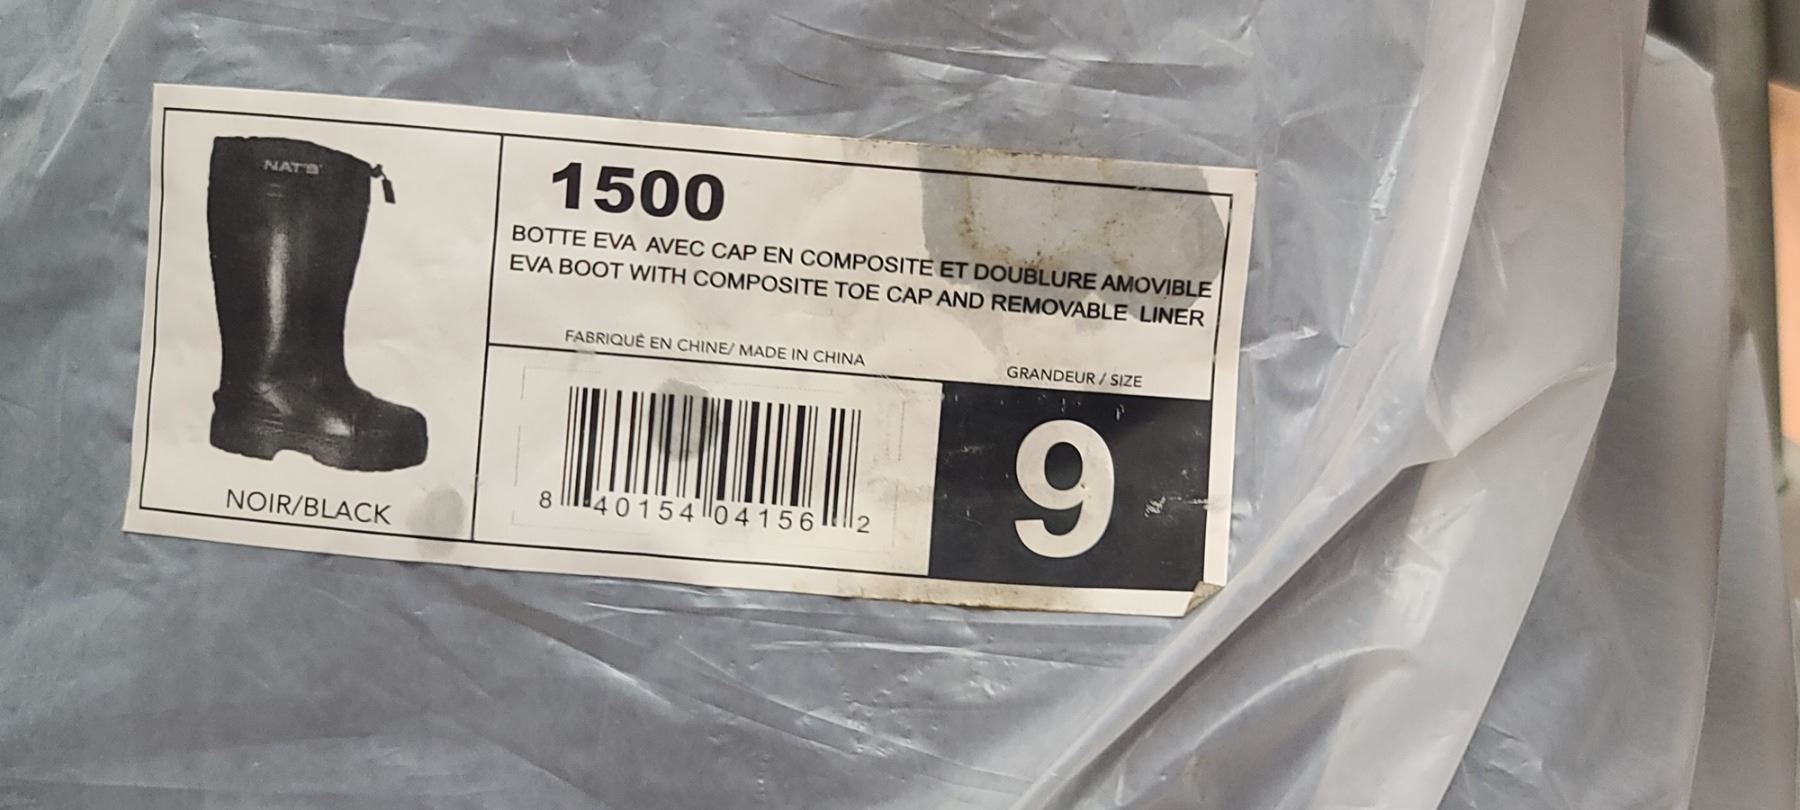 NAT'S
1500
BOTTE EVA AVEC CAP EN COMPOSITE ET DOUBLURE AMOVIBLE
EVA BOOT WITH COMPOSITE TOE CAP AND REMOVABLE LINER
FABRIQUÉ EN CHINE/ MADE IN CHINA
GRANDEUR / SIZE
9
8 40154 04156 2
NOIR/BLACK